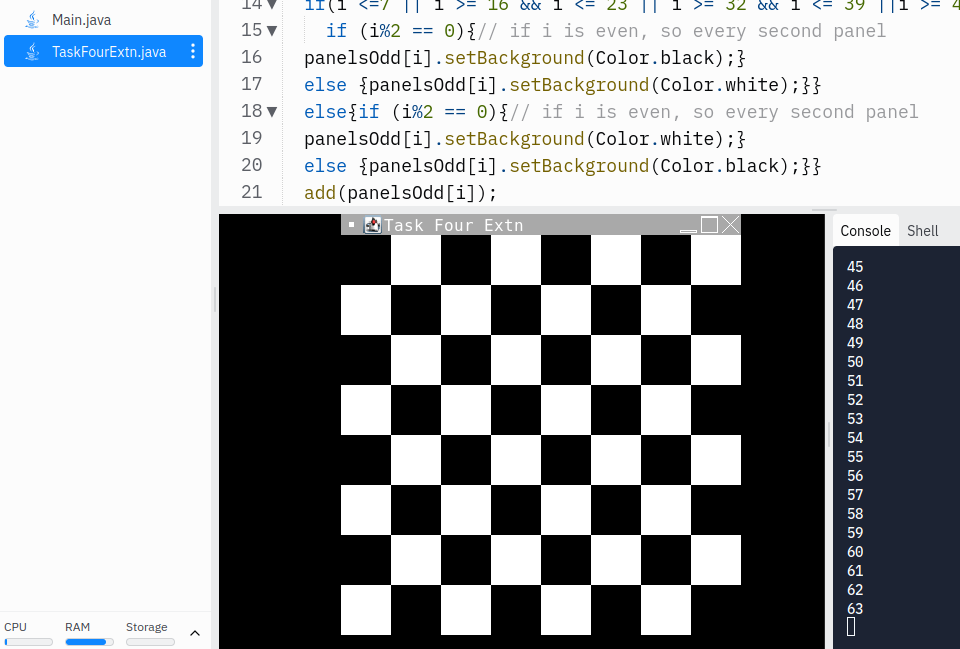 Main.java
TaskFourExtn.java
14 if(i <=7 || i >= 16 && i <= 23 || i >= 32 && i <= 39 ||i >= 4
15 if (i%2 == 0){// if i is even, so every second panel
16 panelsOdd[i].setBackground(Color.black);}
17 else {panelsOdd[i].setBackground(Color.white);}}
18 else{if (i%2 == 0){// if i is even, so every second panel
19 panelsOdd[i].setBackground(Color.white);}
20 else {panelsOdd[i].setBackground(Color.black);}}
21 add(panelsOdd[i]);
Task Four Extn
Console Shell
45
46
47
48
49
50
51
52
53
54
55
56
57
58
59
60
61
62
63
CPU RAM Storage